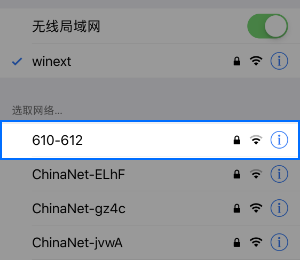 无线局域网
winext
选取网络...
610-612
ChinaNet-ELhF
ChinaNet-gz4c
ChinaNet-jvwA